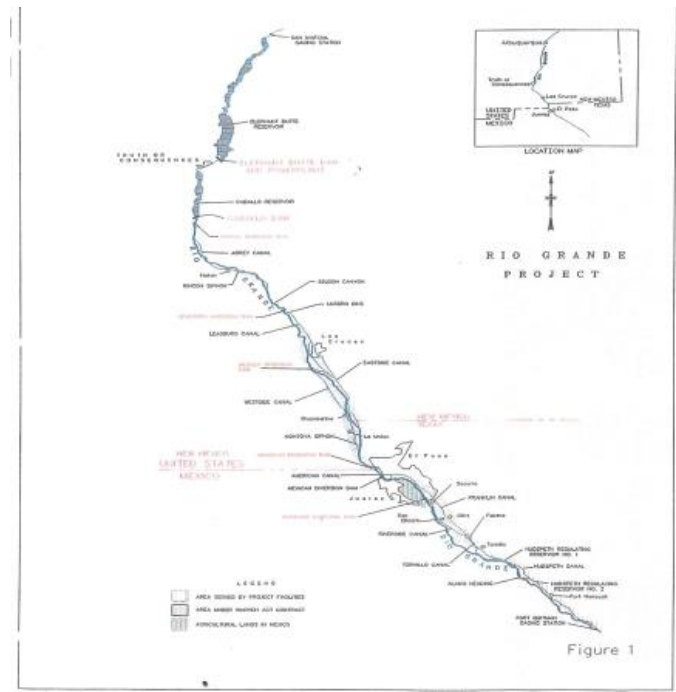 SAN MARCIAL
GAGING STATION
ELEPHANT BUTTE
RESERVOIR
TRUTH OR
CONSEQUENCES
ELEPHANT BUTTE DAM
AND POWERPLANT
CABALLO RESERVOIR
CABALLO DAM
ARREY CANAL
Hatch
RINCON SIPHON
RIO GRANDE
SELDON CANYON
LEASBURG CANAL
Las
Cruces
EASTSIDE CANAL
WESTSIDE CANAL
MONTOYA SIPHON
La Union
NEW MEXICO
TEXAS
NEW MEXICO
UNITED STATES
MEXICO
El Paso
AMERICAN CANAL
MEXICAN DIVERSION DAM
Juarez
Socorro
FRANKLIN CANAL
San
Elizario
Fabens
RIVERSIDE CANAL
Tornillo
TORNILLO CANAL
RIO GRANDE
HUDSPETH REGULATING
RESERVOIR NO. 1
HUDSPETH CANAL
ALAMO HEADING
HUDSPETH REGULATING
RESERVOIR NO. 2
Fort Hancock
FORT QUITMAN
GAGING STATION
Albuquerque
Truth or
Consequences
Las Cruces
NEW MEXICO
TEXAS
UNITED
STATES
MEXICO
El Paso
Juarez
LOCATION MAP
RIO GRANDE
PROJECT
LEGEND
AREA SERVED BY PROJECT FACILITIES
AREA UNDER WARREN ACT CONTRACT
AGRICULTURAL LANDS IN MEXICO
Figure 1